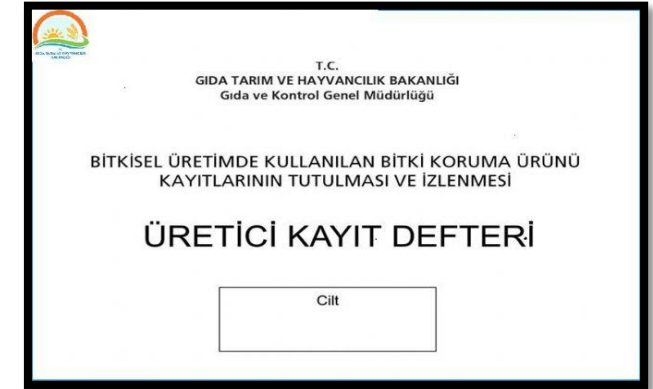 T.C.
GIDA TARIM VE HAYVANCILIK BAKANLIĞI
Gıda ve Kontrol Genel Müdürlüğü
BİTKİSEL ÜRETİMDE KULLANILAN BİTKİ KORUMA ÜRÜNÜ
KAYITLARININ TUTULMASI VE İZLENMESİ
ÜRETİCİ KAYIT DEFTERİ
Cilt